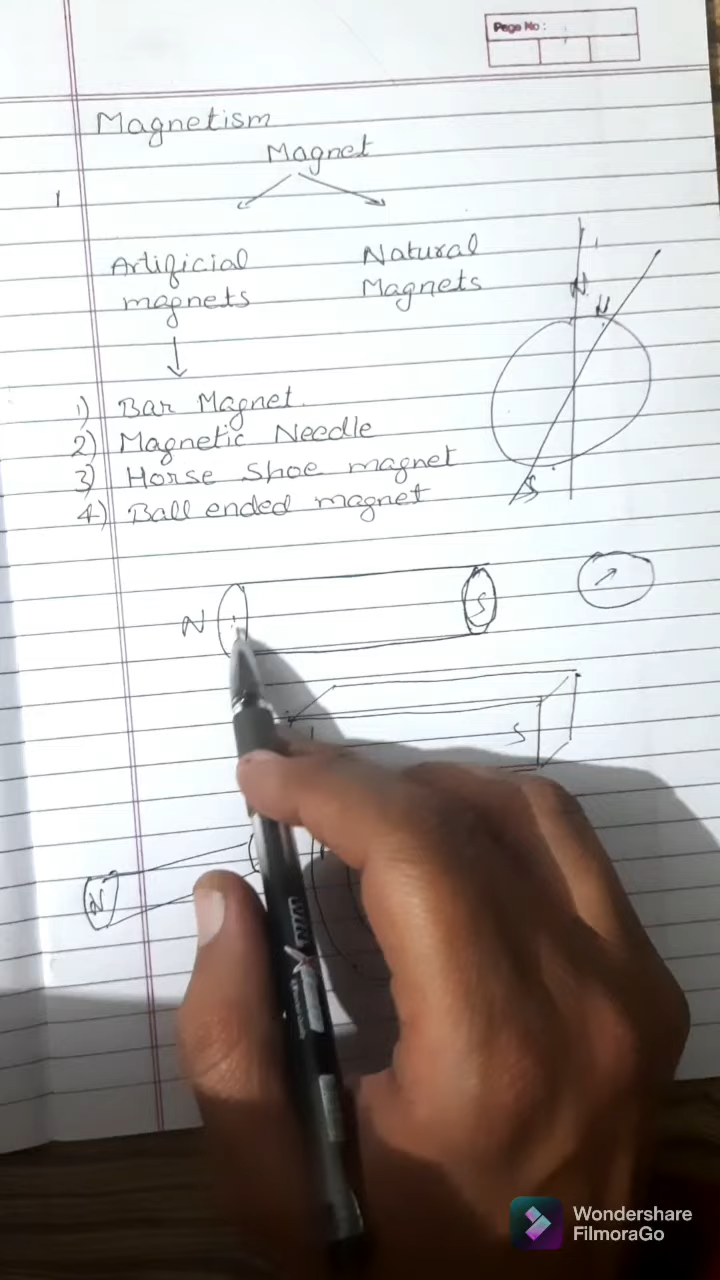 Page No :
Magnetism
Magnet
Artificial magnets
Natural Magnets
1) Bar Magnet
2) Magnetic Needle
3) Horse Shoe magnet
4) Ball ended magnet
N
N
S
N
S
S
N
Wondershare
FilmoraGo